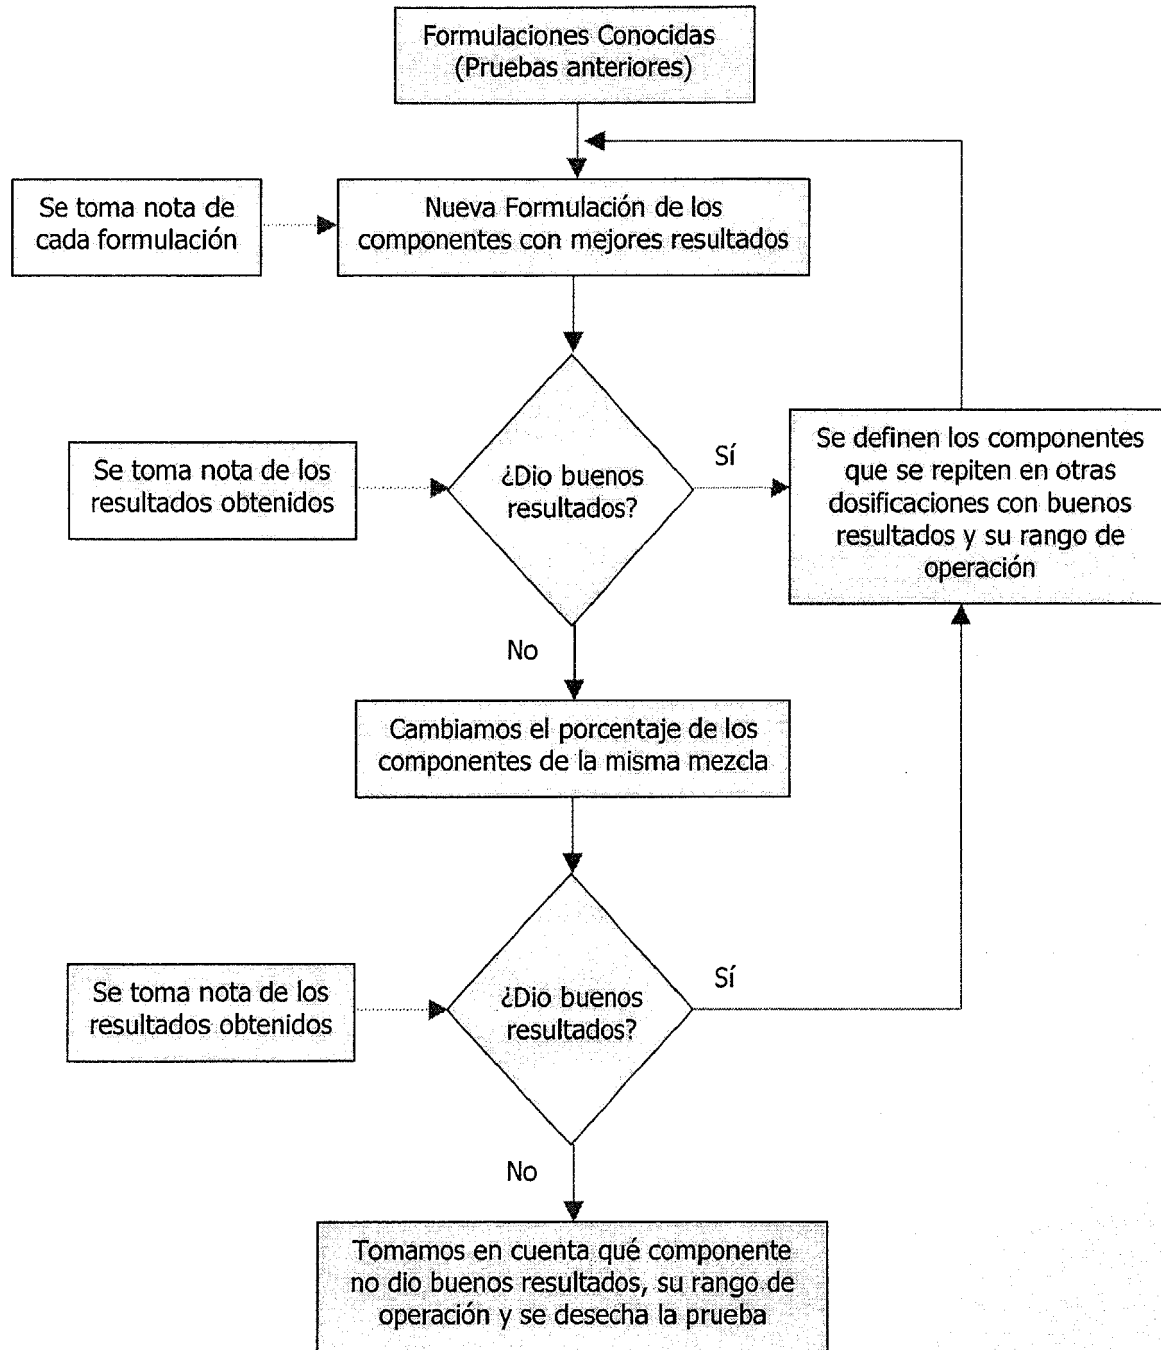 Formulaciones Conocidas
(Pruebas anteriores)
Se toma nota de
cada formulación
Nueva Formulación de los
componentes con mejores resultados
Se toma nota de los
resultados obtenidos
¿Dio buenos
resultados?
Sí
Se definen los componentes
que se repiten en otras
dosificaciones con buenos
resultados y su rango de
operación
No
Cambiamos el porcentaje de los
componentes de la misma mezcla
Se toma nota de los
resultados obtenidos
¿Dio buenos
resultados?
Sí
No
Tomamos en cuenta qué componente
no dio buenos resultados, su rango de
operación y se desecha la prueba